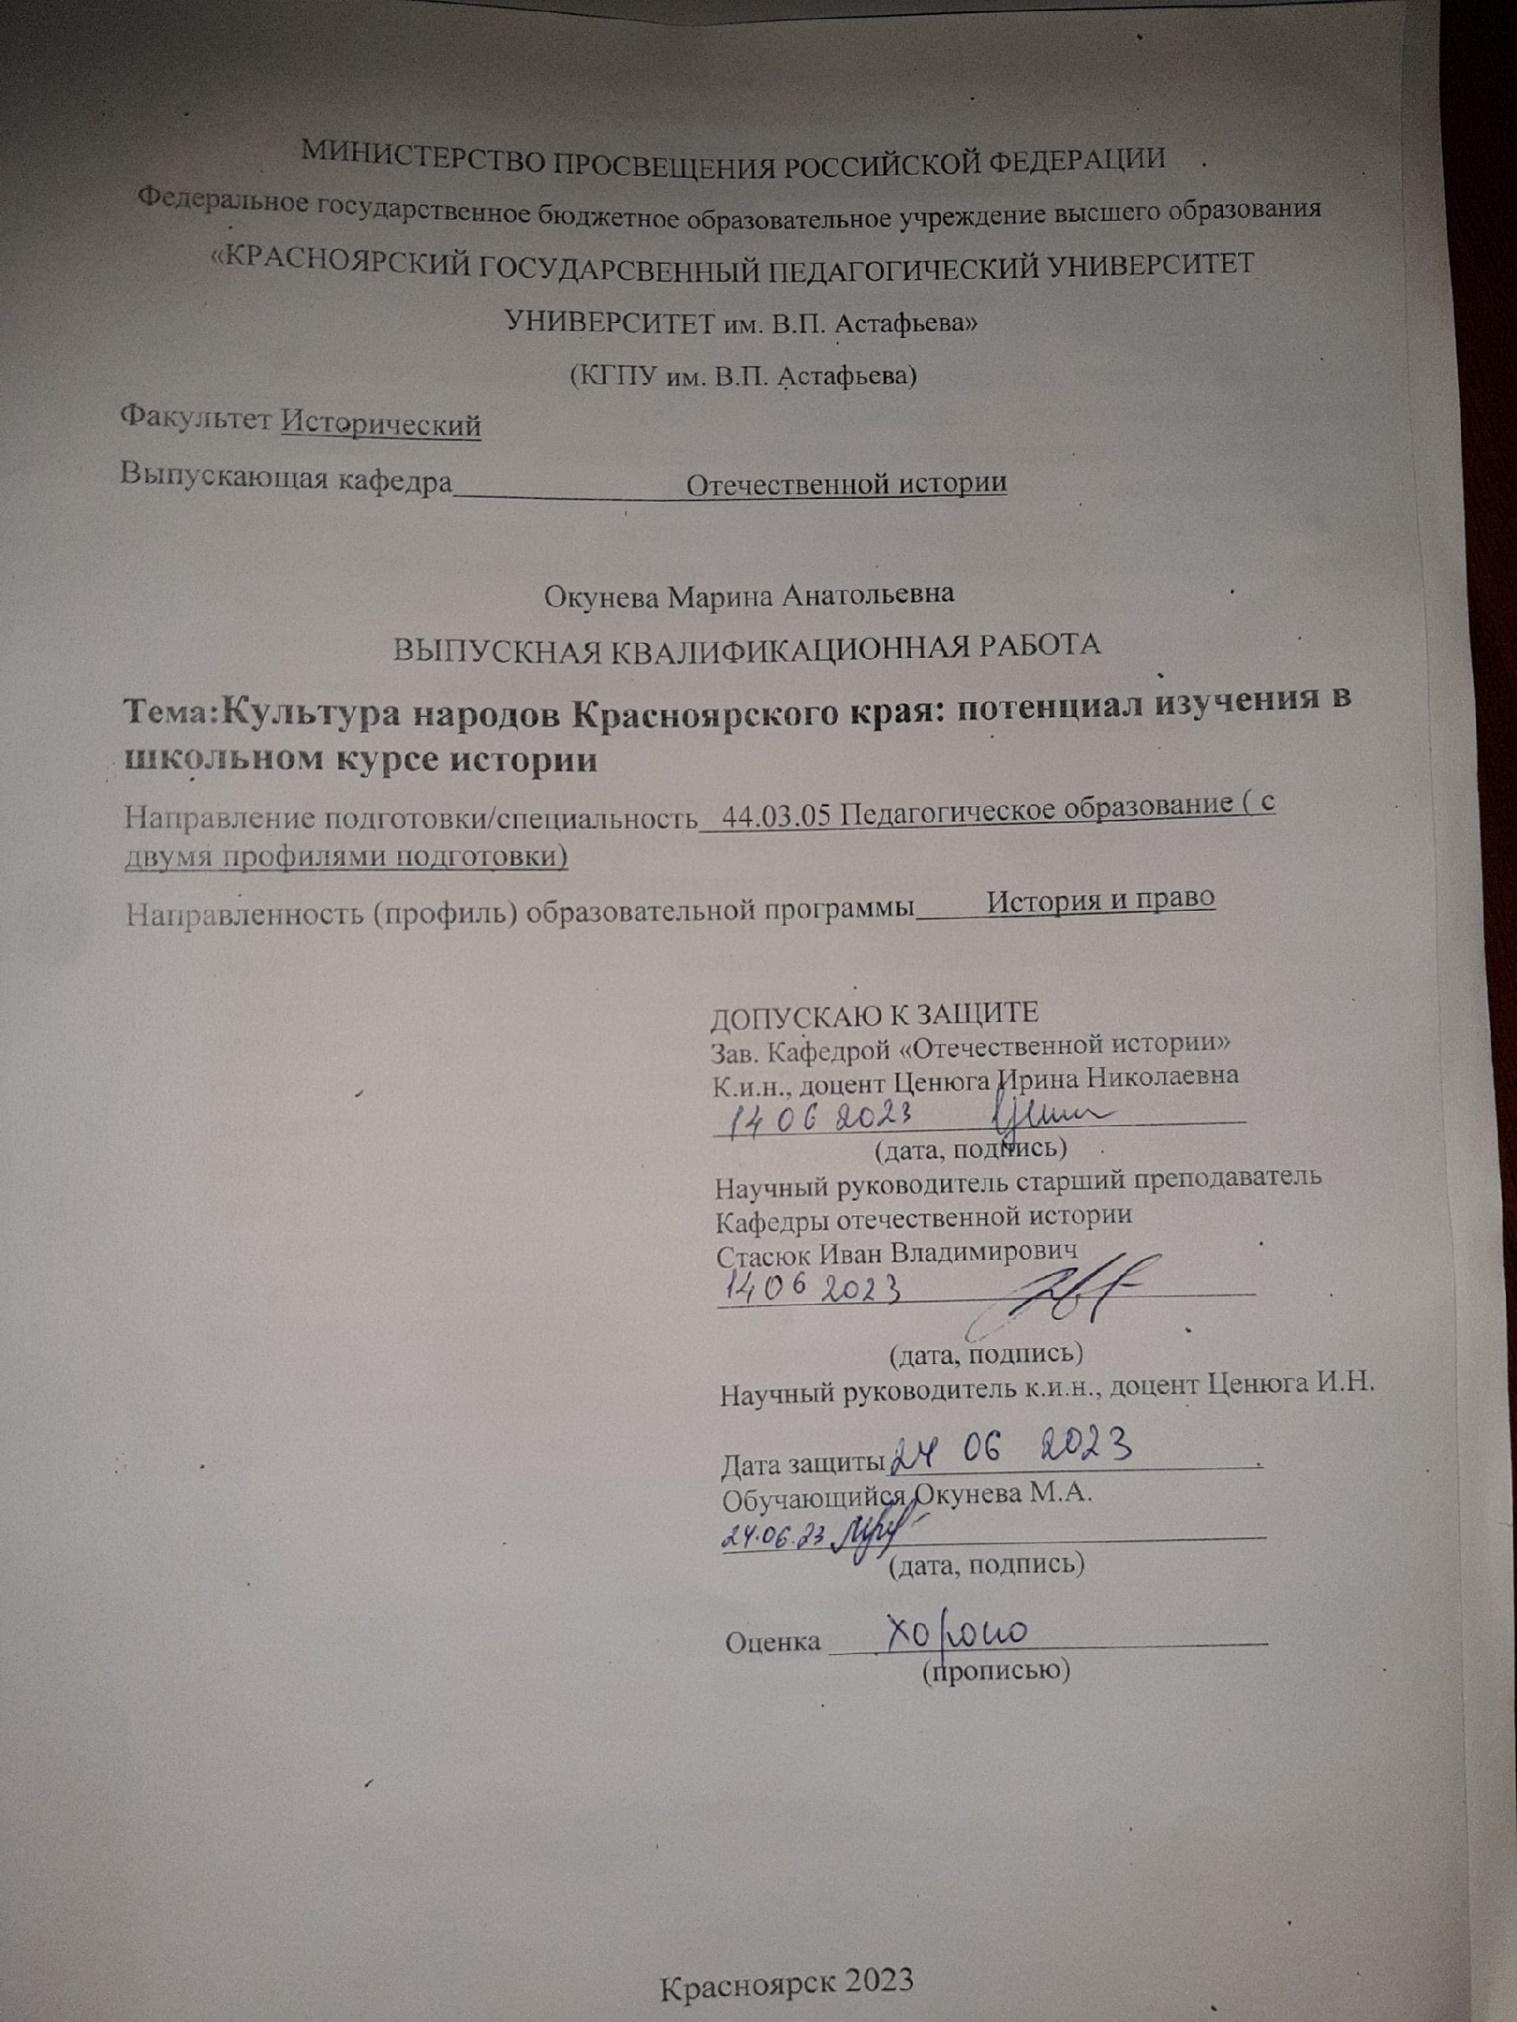 МИНИСТЕРСТВО ПРОСВЕЩЕНИЯ РОССИЙСКОЙ ФЕДЕРАЦИИ
Федеральное государственное бюджетное образовательное учреждение высшего образования
«КРАСНОЯРСКИЙ ГОСУДАРСВЕННЫЙ ПЕДАГОГИЧЕСКИЙ УНИВЕРСИТЕТ
УНИВЕРСИТЕТ им. В.П. Астафьева»
(КГПУ им. В.П. Астафьева)
Факультет Исторический
Выпускающая кафедра Отечественной истории
Окунева Марина Анатольевна
ВЫПУСКНАЯ КВАЛИФИКАЦИОННАЯ РАБОТА
Тема:Культура народов Красноярского края: потенциал изучения в
школьном курсе истории
Направление подготовки/специальность 44.03.05 Педагогическое образование ( с
двумя профилями подготовки)
Направленность (профиль) образовательной программы История и право
ДОПУСКАЮ К ЗАЩИТЕ
Зав. Кафедрой «Отечественной истории»
К.и.н., доцент Ценюга Ирина Николаевна
14 06 2023
(дата, подпись)
Научный руководитель старший преподаватель
Кафедры отечественной истории
Стасюк Иван Владимирович
14 06 2023
(дата, подпись)
Научный руководитель к.и.н., доцент Ценюга И.Н.
Дата защиты 24 06 2023
Обучающийся Окунева М.А.
24.06.23
(дата, подпись)
Оценка хорошо
(прописью)
Красноярск 2023